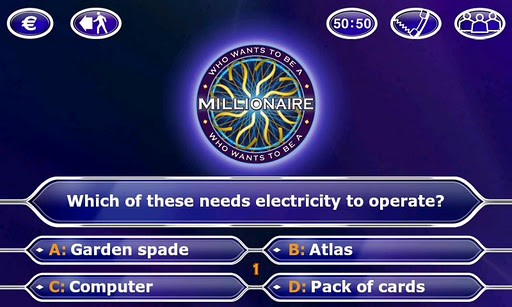 €
50:50
WHO WANTS TO BE A
MILLIONAIRE
WHO WANTS TO BE A
Which of these needs electricity to operate?
A: Garden spade
B: Atlas
1
C: Computer
D: Pack of cards